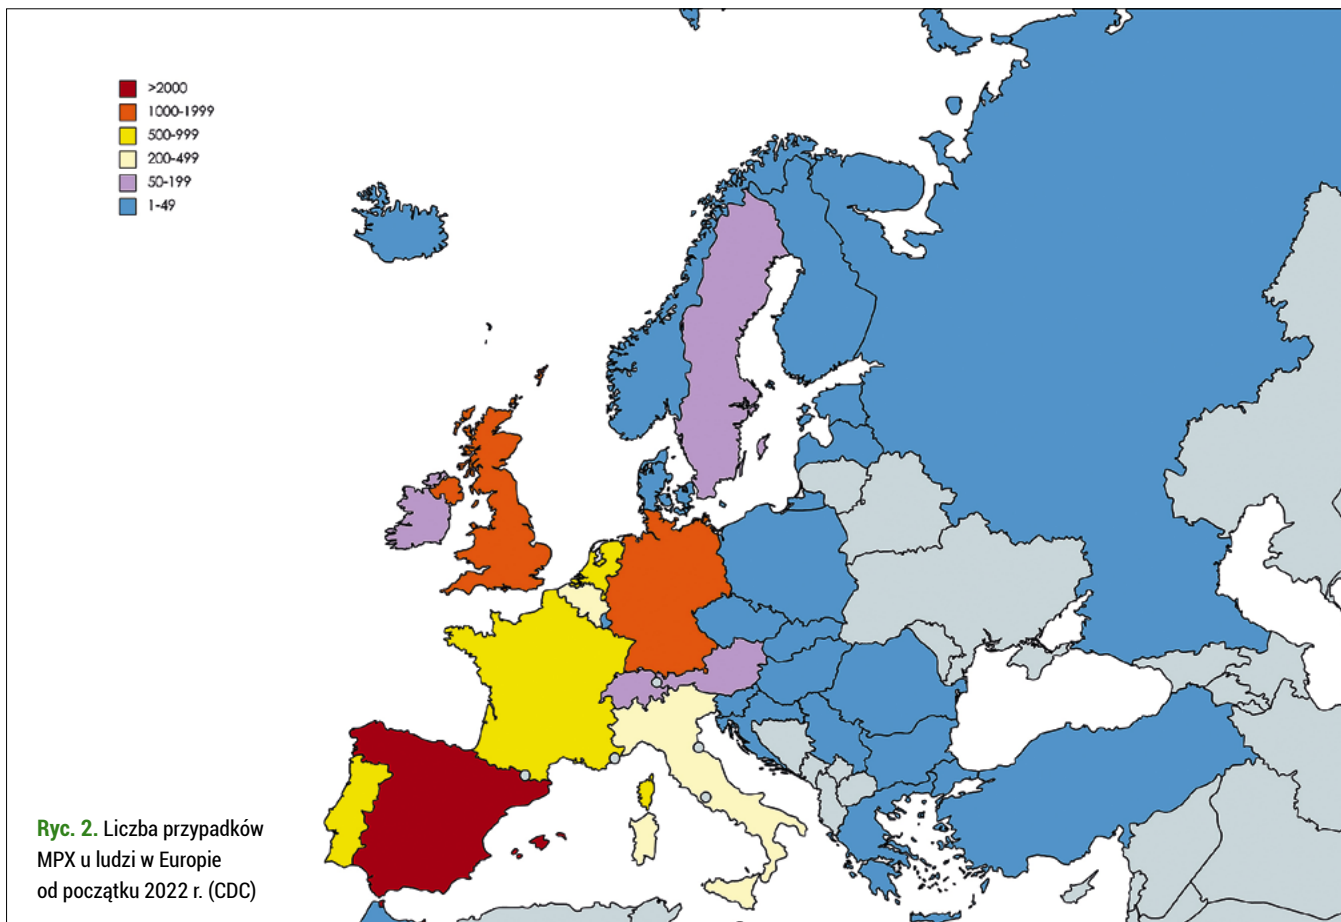 >2000
1000-1999
500-999
200-499
50-199
1-49
Ryc. 2. Liczba przypadków
MPX u ludzi w Europie
od początku 2022 r. (CDC)